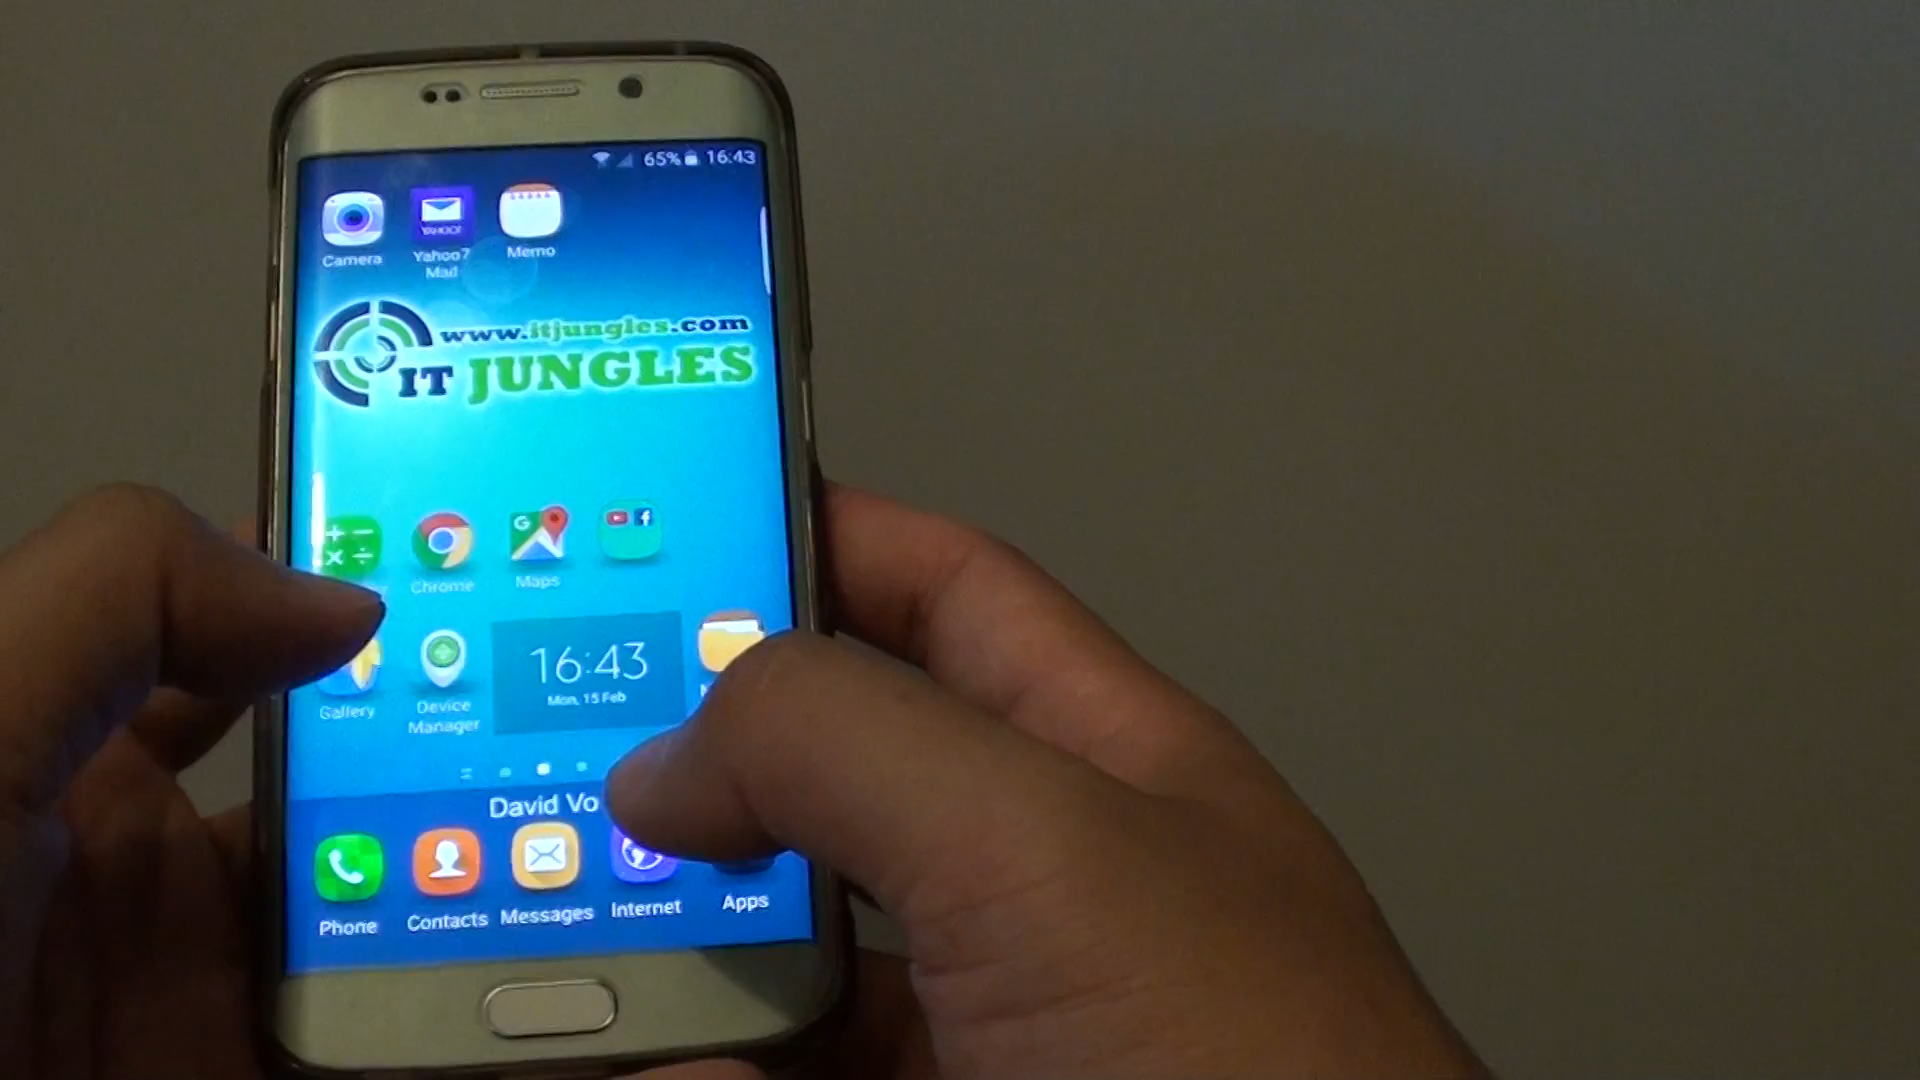 65% 16:43
Camera
Yahoo7
Mail
YAHOO!
Memo
www.itjungles.com
IT JUNGLES
Chrome
G
Maps
16:43
Mon, 15 Feb
Gallery
Device
Manager
David Vo
Phone
Contacts
Messages
Internet
Apps